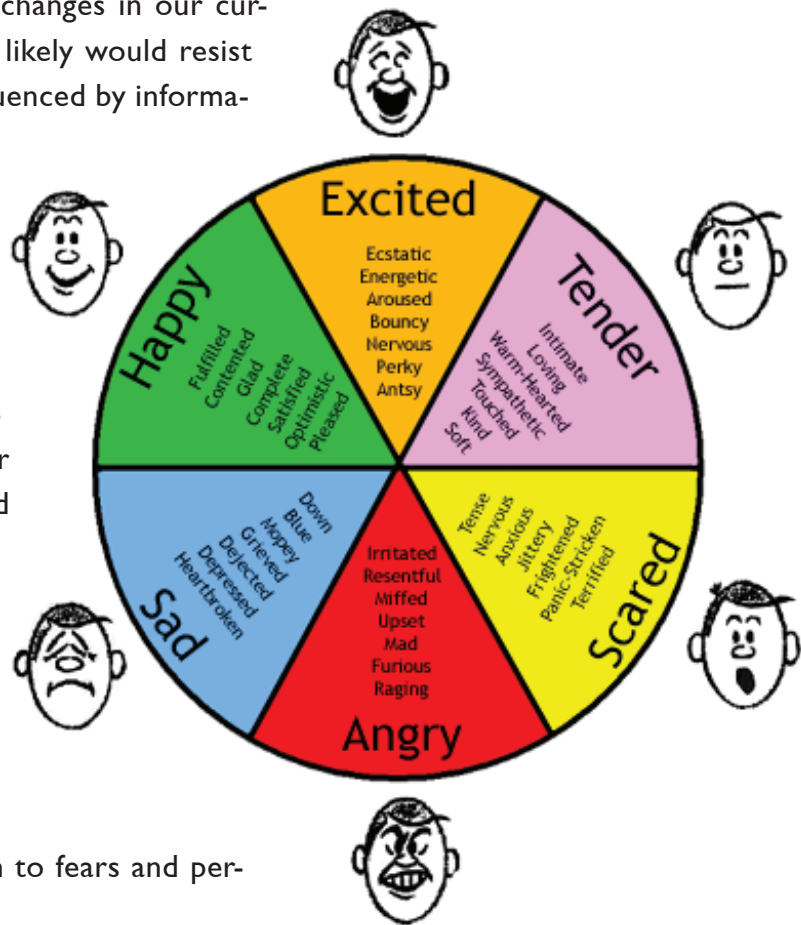 changes in our cur-
likely would resist
uenced by informa-
r
d
n to fears and per-
Excited
Ecstatic
Energetic
Aroused
Bouncy
Nervous
Perky
Antsy
Tender
Intimate
Loving
Warm-Hearted
Sympathetic
Touched
Kind
Soft
Scared
Tense
Nervous
Anxious
Jittery
Frightened
Panic-Stricken
Terrified
Angry
Irritated
Resentful
Miffed
Upset
Mad
Furious
Raging
Sad
Down
Blue
Mopey
Grieved
Dejected
Depressed
Heartbroken
Happy
Fulfilled
Contented
Glad
Complete
Satisfied
Optimistic
Pleased